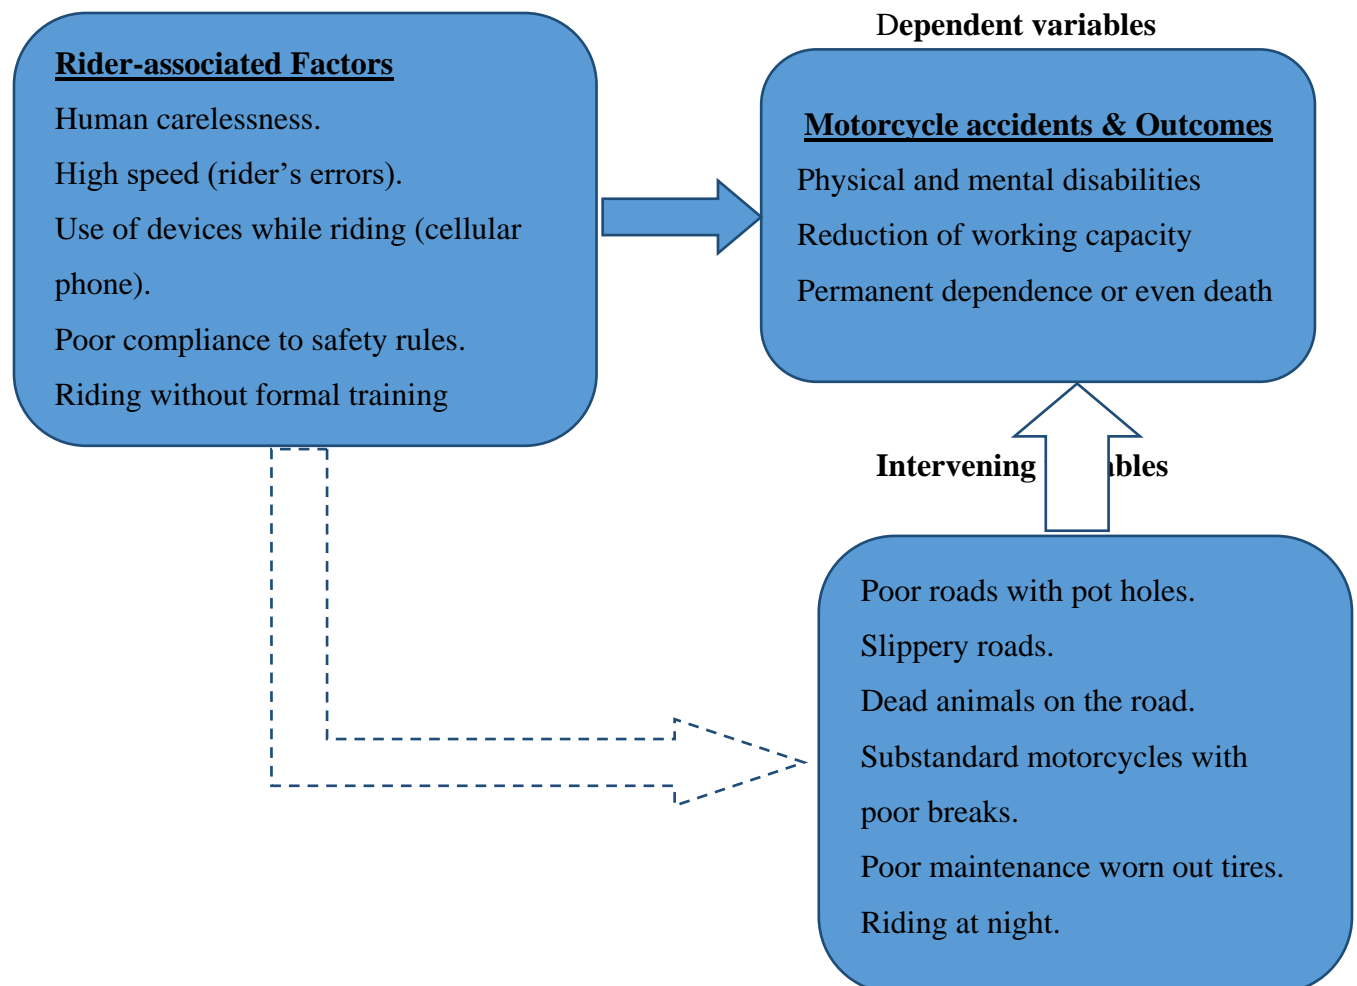 Dependent variables
Rider-associated Factors
Human carelessness.
High speed (rider’s errors).
Use of devices while riding (cellular
phone).
Poor compliance to safety rules.
Riding without formal training
Motorcycle accidents & Outcomes
Physical and mental disabilities
Reduction of working capacity
Permanent dependence or even death
Intervening
Poor roads with pot holes.
Slippery roads.
Dead animals on the road.
Substandard motorcycles with
poor breaks.
Poor maintenance worn out tires.
Riding at night.